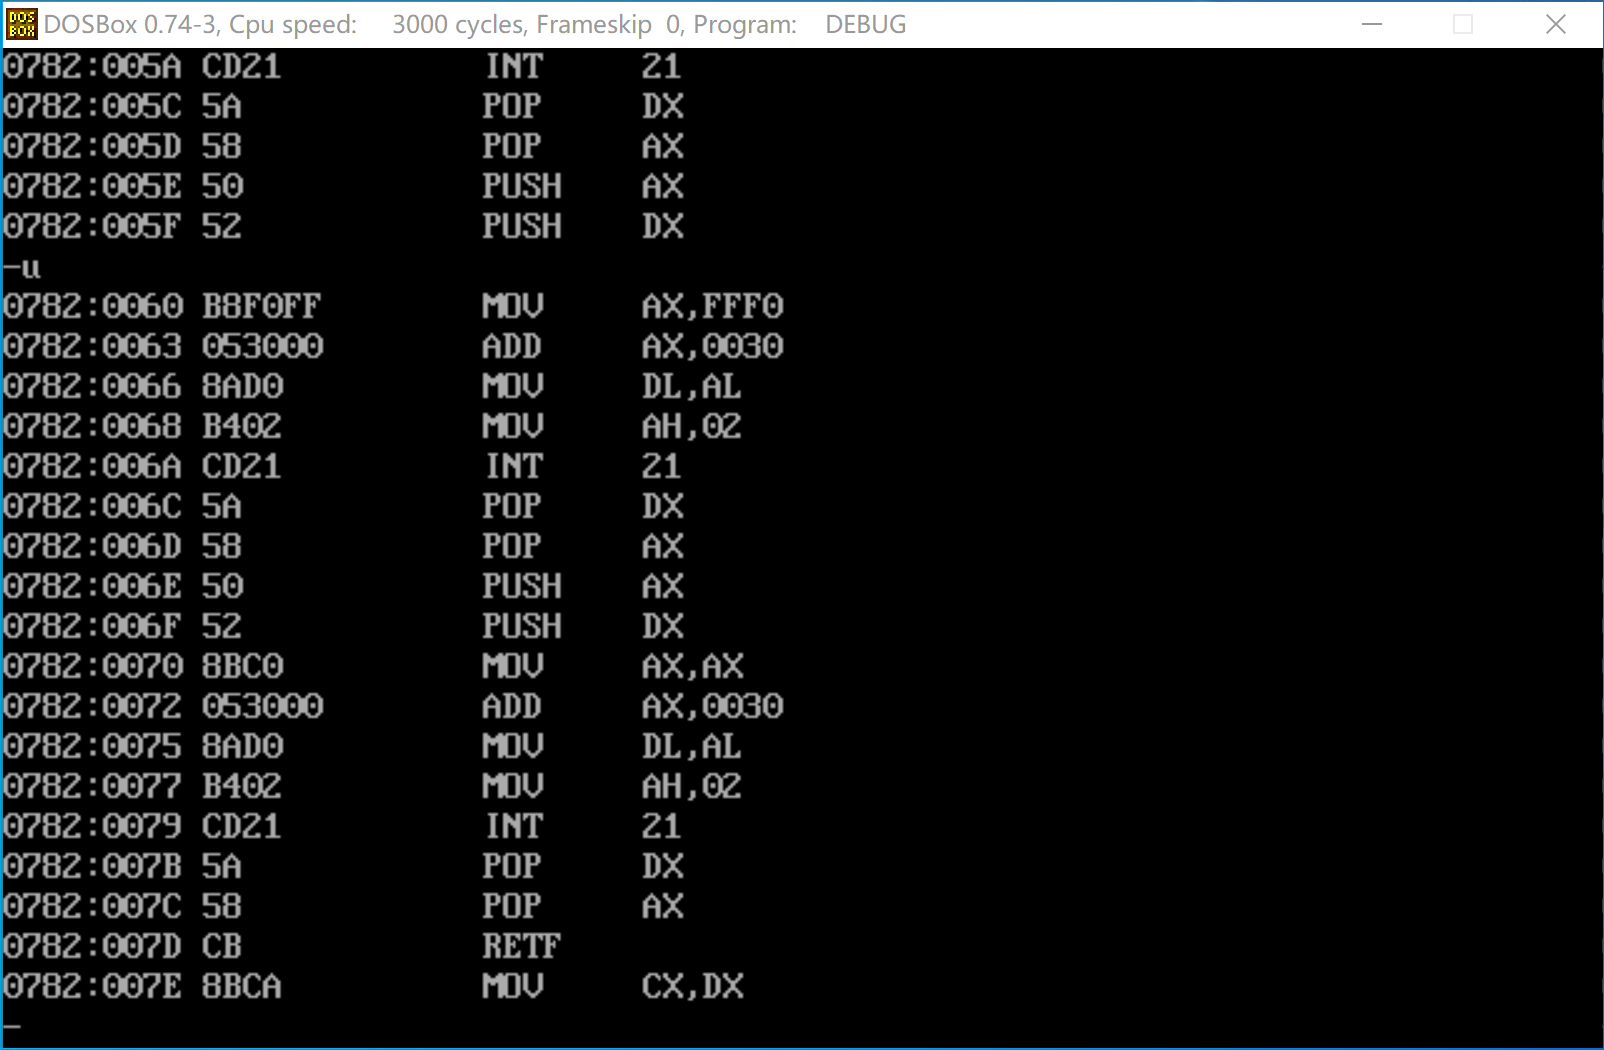 DOS BOX DOSBox 0.74-3, Cpu speed: 3000 cycles, Frameskip 0, Program: DEBUG
0782:005A CD21 INT 21
0782:005C 5A POP DX
0782:005D 58 POP AX
0782:005E 50 PUSH AX
0782:005F 52 PUSH DX
-u
0782:0060 B8F0FF MOV AX,FFF0
0782:0063 053000 ADD AX,0030
0782:0066 8AD0 MOV DL,AL
0782:0068 B402 MOV AH,02
0782:006A CD21 INT 21
0782:006C 5A POP DX
0782:006D 58 POP AX
0782:006E 50 PUSH AX
0782:006F 52 PUSH DX
0782:0070 8BC0 MOV AX,AX
0782:0072 053000 ADD AX,0030
0782:0075 8AD0 MOV DL,AL
0782:0077 B402 MOV AH,02
0782:0079 CD21 INT 21
0782:007B 5A POP DX
0782:007C 58 POP AX
0782:007D CB RETF
0782:007E 8BCA MOV CX,DX